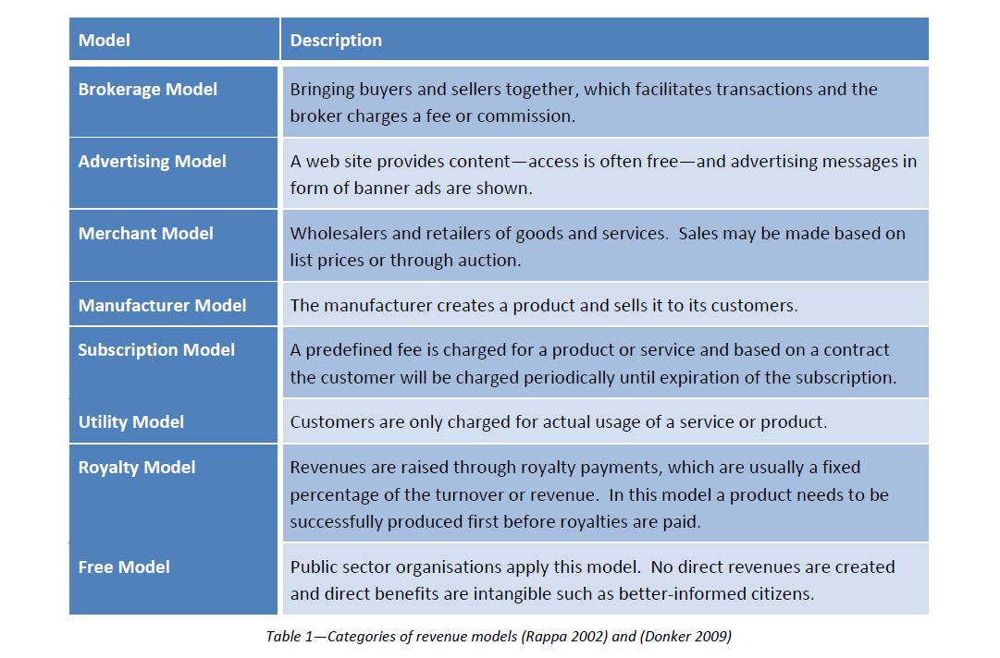 Model Description
Brokerage Model Bringing buyers and sellers together, which facilitates transactions and the
broker charges a fee or commission.
Advertising Model A web site provides content—access is often free—and advertising messages in
form of banner ads are shown.
Merchant Model Wholesalers and retailers of goods and services.  Sales may be made based on
list prices or through auction.
Manufacturer Model The manufacturer creates a product and sells it to its customers.
Subscription Model A predefined fee is charged for a product or service and based on a contract
the customer will be charged periodically until expiration of the subscription.
Utility Model Customers are only charged for actual usage of a service or product.
Royalty Model Revenues are raised through royalty payments, which are usually a fixed
percentage of the turnover or revenue.  In this model a product needs to be
successfully produced first before royalties are paid.
Free Model Public sector organisations apply this model.  No direct revenues are created
and direct benefits are intangible such as better-informed citizens.
Table 1—Categories of revenue models (Rappa 2002) and (Donker 2009)